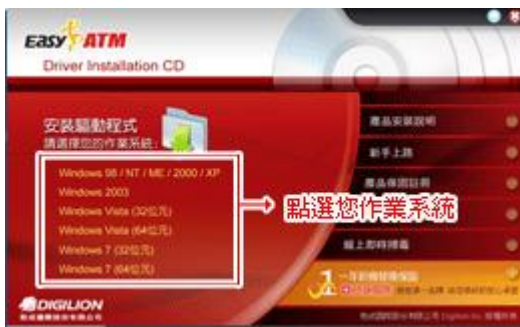 EasyATM
Driver Installation CD
安裝驅動程式
請選擇您的作業系統:
Windows 98 / NT / ME / 2000 / XP
Windows 2003
Windows Vista (32位元)
Windows Vista (64位元)
Windows 7 (32位元)
Windows 7 (64位元)
點選您作業系統
產品安裝說明
新手上路
產品保固註冊
線上即時掃毒
DIGILION